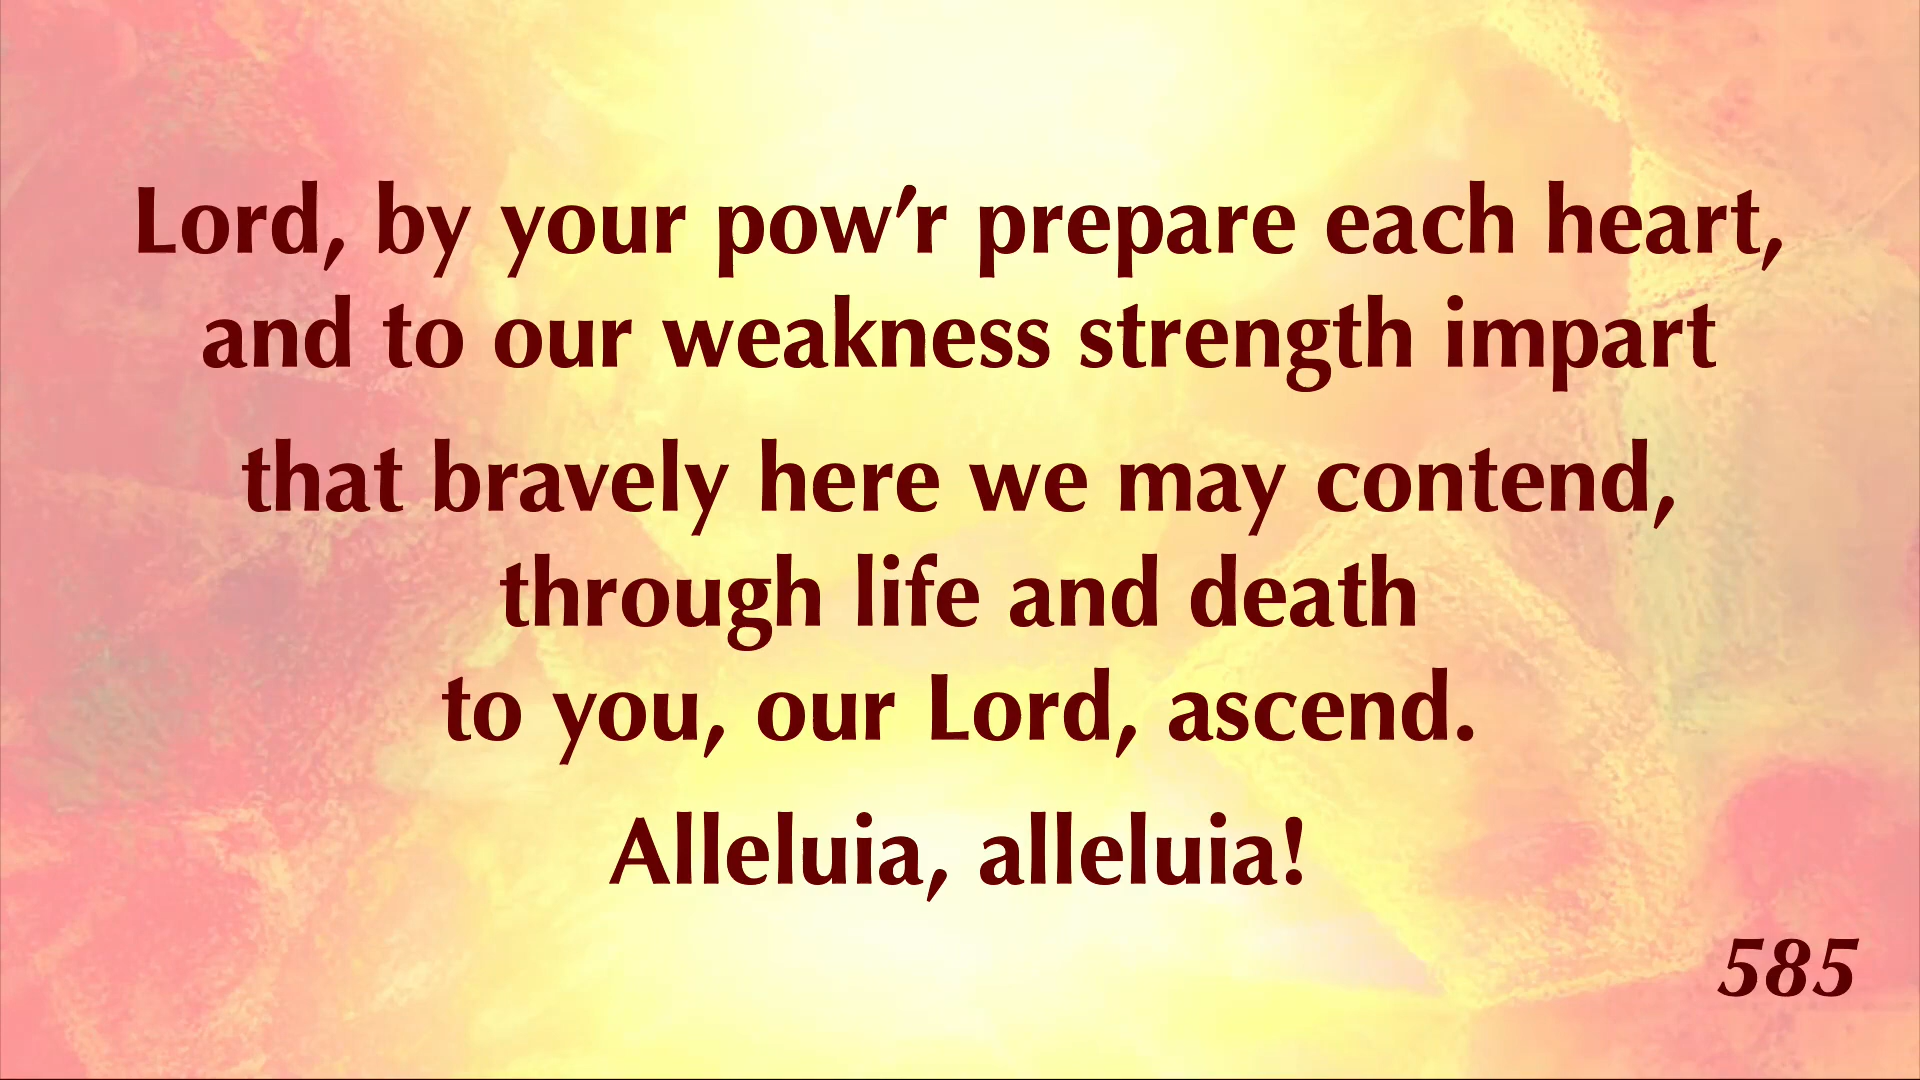 Lord, by your pow’r prepare each heart,
and to our weakness strength impart
that bravely here we may contend,
through life and death
to you, our Lord, ascend.
Alleluia, alleluia!
585